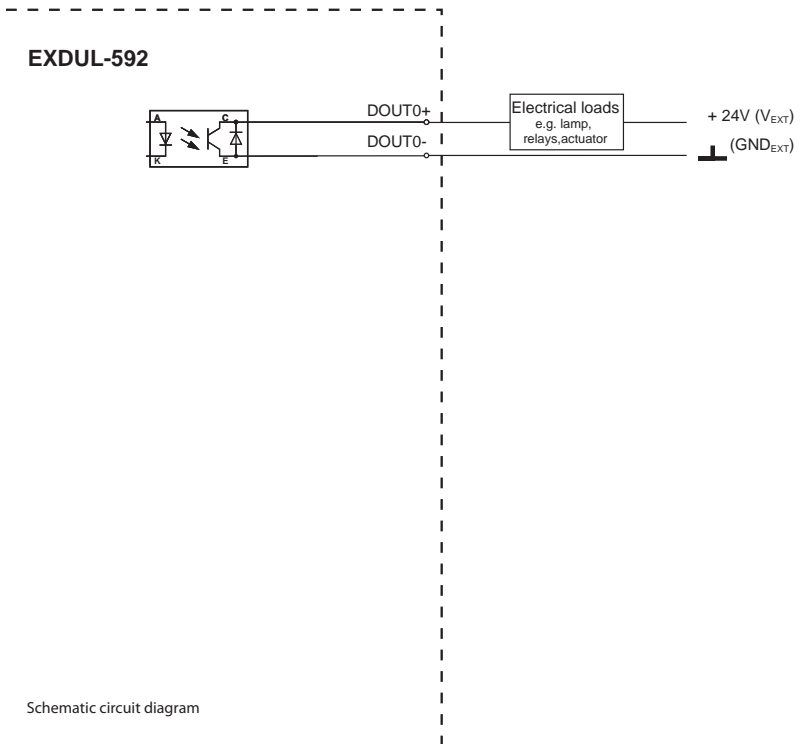 EXDUL-592
A
C
K
E
DOUT0+
DOUT0-
Electrical loads
e.g. lamp,
relays,actuator
+ 24V (VEXT)
(GNDEXT)
Schematic circuit diagram